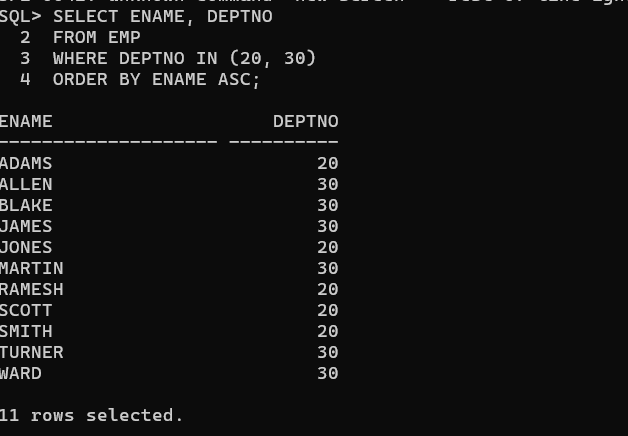 SQL> SELECT ENAME, DEPTNO
  2  FROM EMP
  3  WHERE DEPTNO IN (20, 30)
  4  ORDER BY ENAME ASC;
ENAME                    DEPTNO
-------------------- ----------
ADAMS                        20
ALLEN                        30
BLAKE                        30
JAMES                        30
JONES                        20
MARTIN                       30
RAMESH                       20
SCOTT                        20
SMITH                        20
TURNER                       30
WARD                         30
11 rows selected.